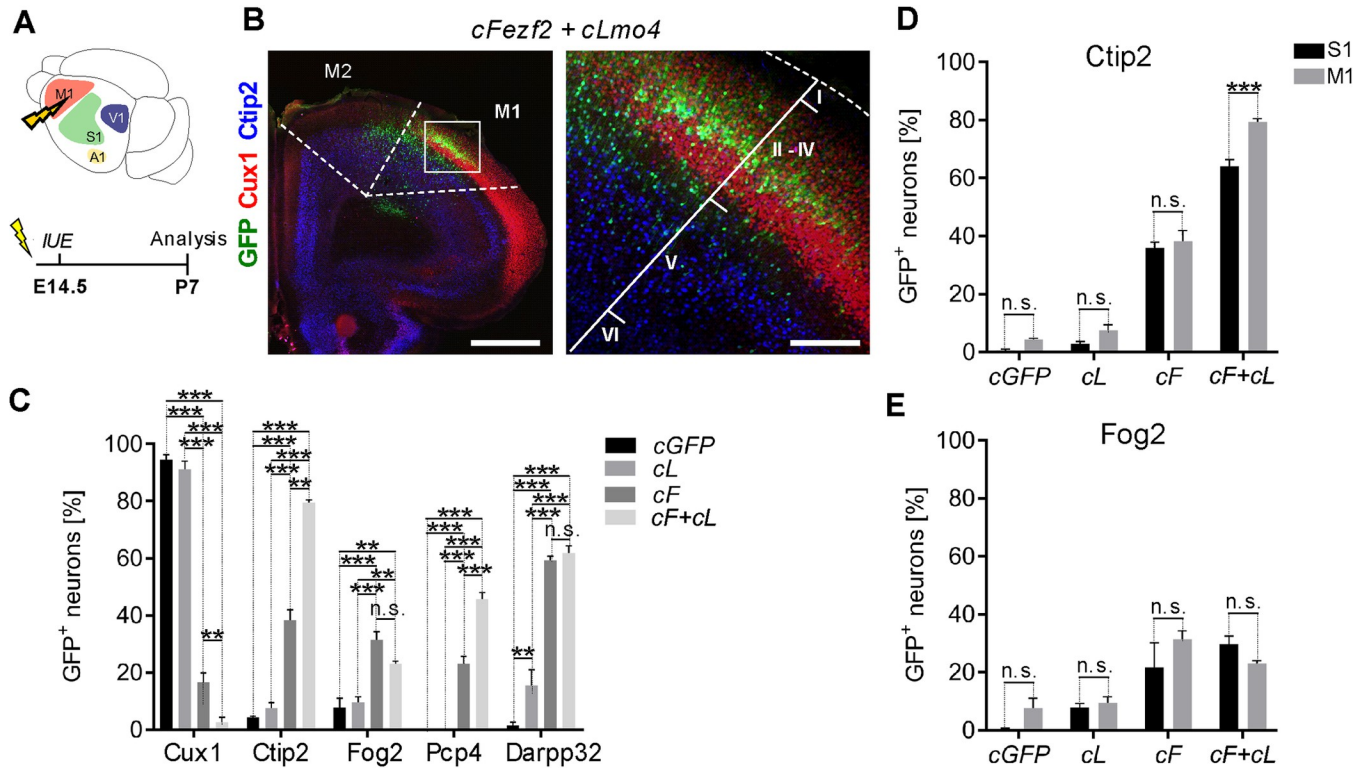 A
M1
S1
V1
A1
IUE
Analysis
E14.5
P7
B
cFezf2 + cLmo4
GFP Cux1 Ctip2
M2
M1
I
II - IV
V
VI
C
GFP+ neurons [%]
100
80
60
40
20
0
*** *** *** *** **
*** *** *** *** **
** *** ** *** n.s.
*** *** *** *** ***
*** *** *** *** n.s. **
Cux1 Ctip2 Fog2 Pcp4 Darpp32
cGFP
cL
cF
cF+cL
D
Ctip2
S1
M1
GFP+ neurons [%]
100
80
60
40
20
0
n.s. n.s. n.s. ***
cGFP cL cF cF+cL
E
Fog2
GFP+ neurons [%]
100
80
60
40
20
0
n.s. n.s. n.s. n.s.
cGFP cL cF cF+cL